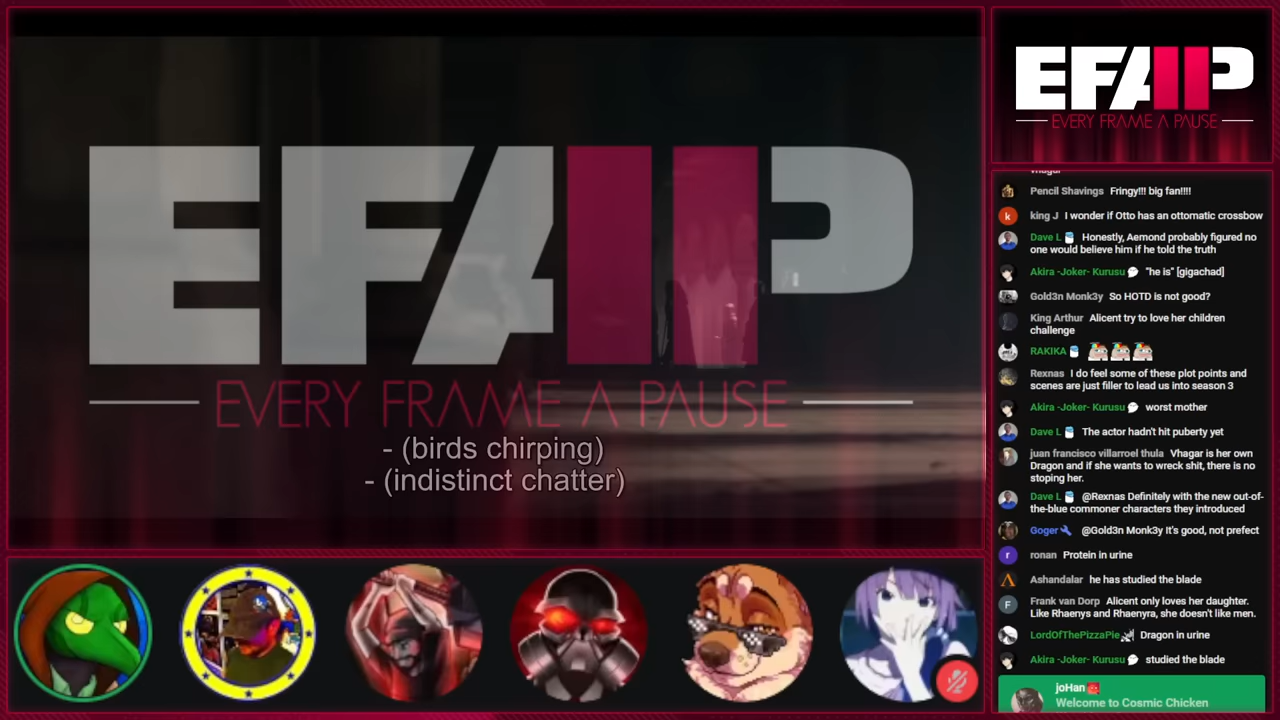 EFAP
EVERY FRAME A PAUSE
- (birds chirping)
- (indistinct chatter)
EFAP
EVERY FRAME A PAUSE
Vhagar
Pencil Shavings Fringy!!! big fan!!!!
king J I wonder if Otto has an ottomatic crossbow
Dave L Honestly, Aemond probably figured no
one would believe him if he told the truth
Akira -Joker- Kurusu "he is" [gigachad]
Gold3n Monk3y So HOTD is not good?
King Arthur Alicent try to love her children
challenge
RAKIKA
Rexnas I do feel some of these plot points and
scenes are just filler to lead us into season 3
Akira -Joker- Kurusu worst mother
Dave L The actor hadn't hit puberty yet
juan francisco villarroel thula Vhagar is her own
Dragon and if she wants to wreck shit, there is no
stoping her.
Dave L @Rexnas Definitely with the new out-of-
the-blue commoner characters they introduced
Goger @Gold3n Monk3y It's good, not prefect
ronan Protein in urine
Ashandalar he has studied the blade
Frank van Dorp Alicent only loves her daughter.
Like Rhaenys and Rhaenyra, she doesn't like men.
LordOfThePizzaPie Dragon in urine
Akira -Joker- Kurusu studied the blade
joHan
Welcome to Cosmic Chicken